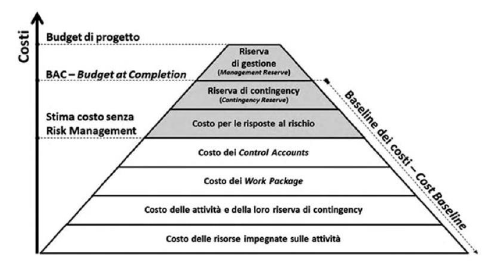 Costi
Budget di progetto
BAC – Budget at Completion
Stima costo senza
Risk Management
Riserva
di gestione
(Management Reserve)
Riserva di contingency
(Contingency Reserve)
Costo per le risposte al rischio
Costo dei Control Accounts
Costo dei Work Package
Costo delle attività e della loro riserva di contingency
Costo delle risorse impegnate sulle attività
Baseline dei costi – Cost Baseline